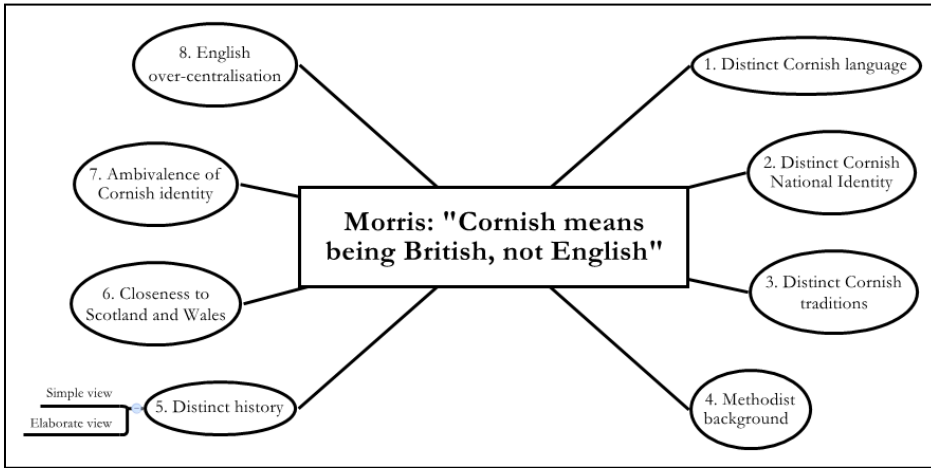 Morris: "Cornish means
being British, not English"
1. Distinct Cornish language
2. Distinct Cornish
National Identity
3. Distinct Cornish
traditions
4. Methodist
background
5. Distinct history
Simple view
Elaborate view
6. Closeness to
Scotland and Wales
7. Ambivalence of
Cornish identity
8. English
over-centralisation